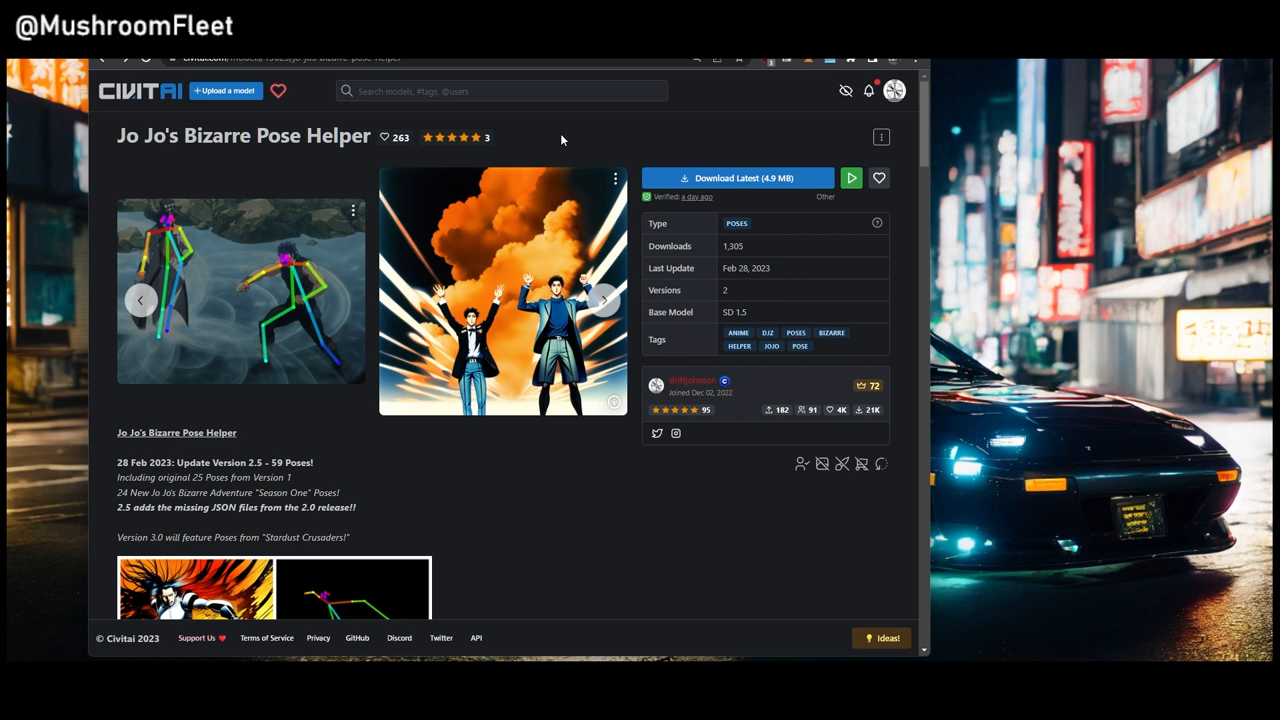 @MushroomFleet
CIVITAI
+Upload a model
Search models, #tags, @users
Jo Jo's Bizarre Pose Helper
263
3
Download Latest (4.9 MB)
Verified: a day ago
Other
Type
POSES
Downloads
1,305
Last Update
Feb 28, 2023
Versions
2
Base Model
SD 1.5
Tags
ANIME DJZ POSES BIZARRE
HELPER JOJO POSE
driftjohnson
72
Joined Dec 02, 2022
95
182 91 4K 21K
Jo Jo's Bizarre Pose Helper
28 Feb 2023: Update Version 2.5 - 59 Poses!
Including original 25 Poses from Version 1
24 New Jo Jo's Bizarre Adventure "Season One" Poses!
2.5 adds the missing JSON files from the 2.0 release!!
Version 3.0 will feature Poses from "Stardust Crusaders!"
© Civitai 2023
Support Us
Terms of Service
Privacy
GitHub
Discord
Twitter
API
Ideas!